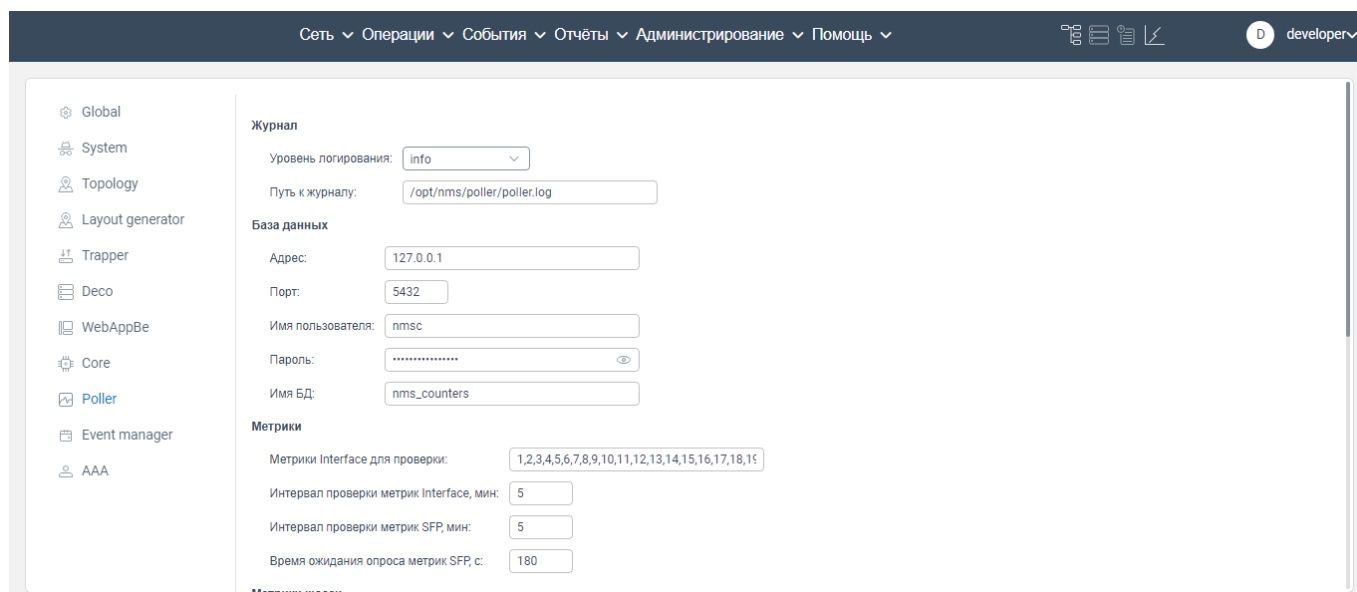 Сеть Операции События Отчёты Администрирование Помощь D developer
Global
System
Topology
Layout generator
Trapper
Deco
WebAppBe
Core
Poller
Event manager
AAA
Журнал
Уровень логирования: info
Путь к журналу: /opt/nms/poller/poller.log
База данных
Адрес: 127.0.0.1
Порт: 5432
Имя пользователя: nmsc
Пароль: ••••••••••••••••
Имя БД: nms_counters
Метрики
Метрики Interface для проверки: 1,2,3,4,5,6,7,8,9,10,11,12,13,14,15,16,17,18,19
Интервал проверки метрик Interface, мин: 5
Интервал проверки метрик SFP, мин: 5
Время ожидания опроса метрик SFP, с: 180